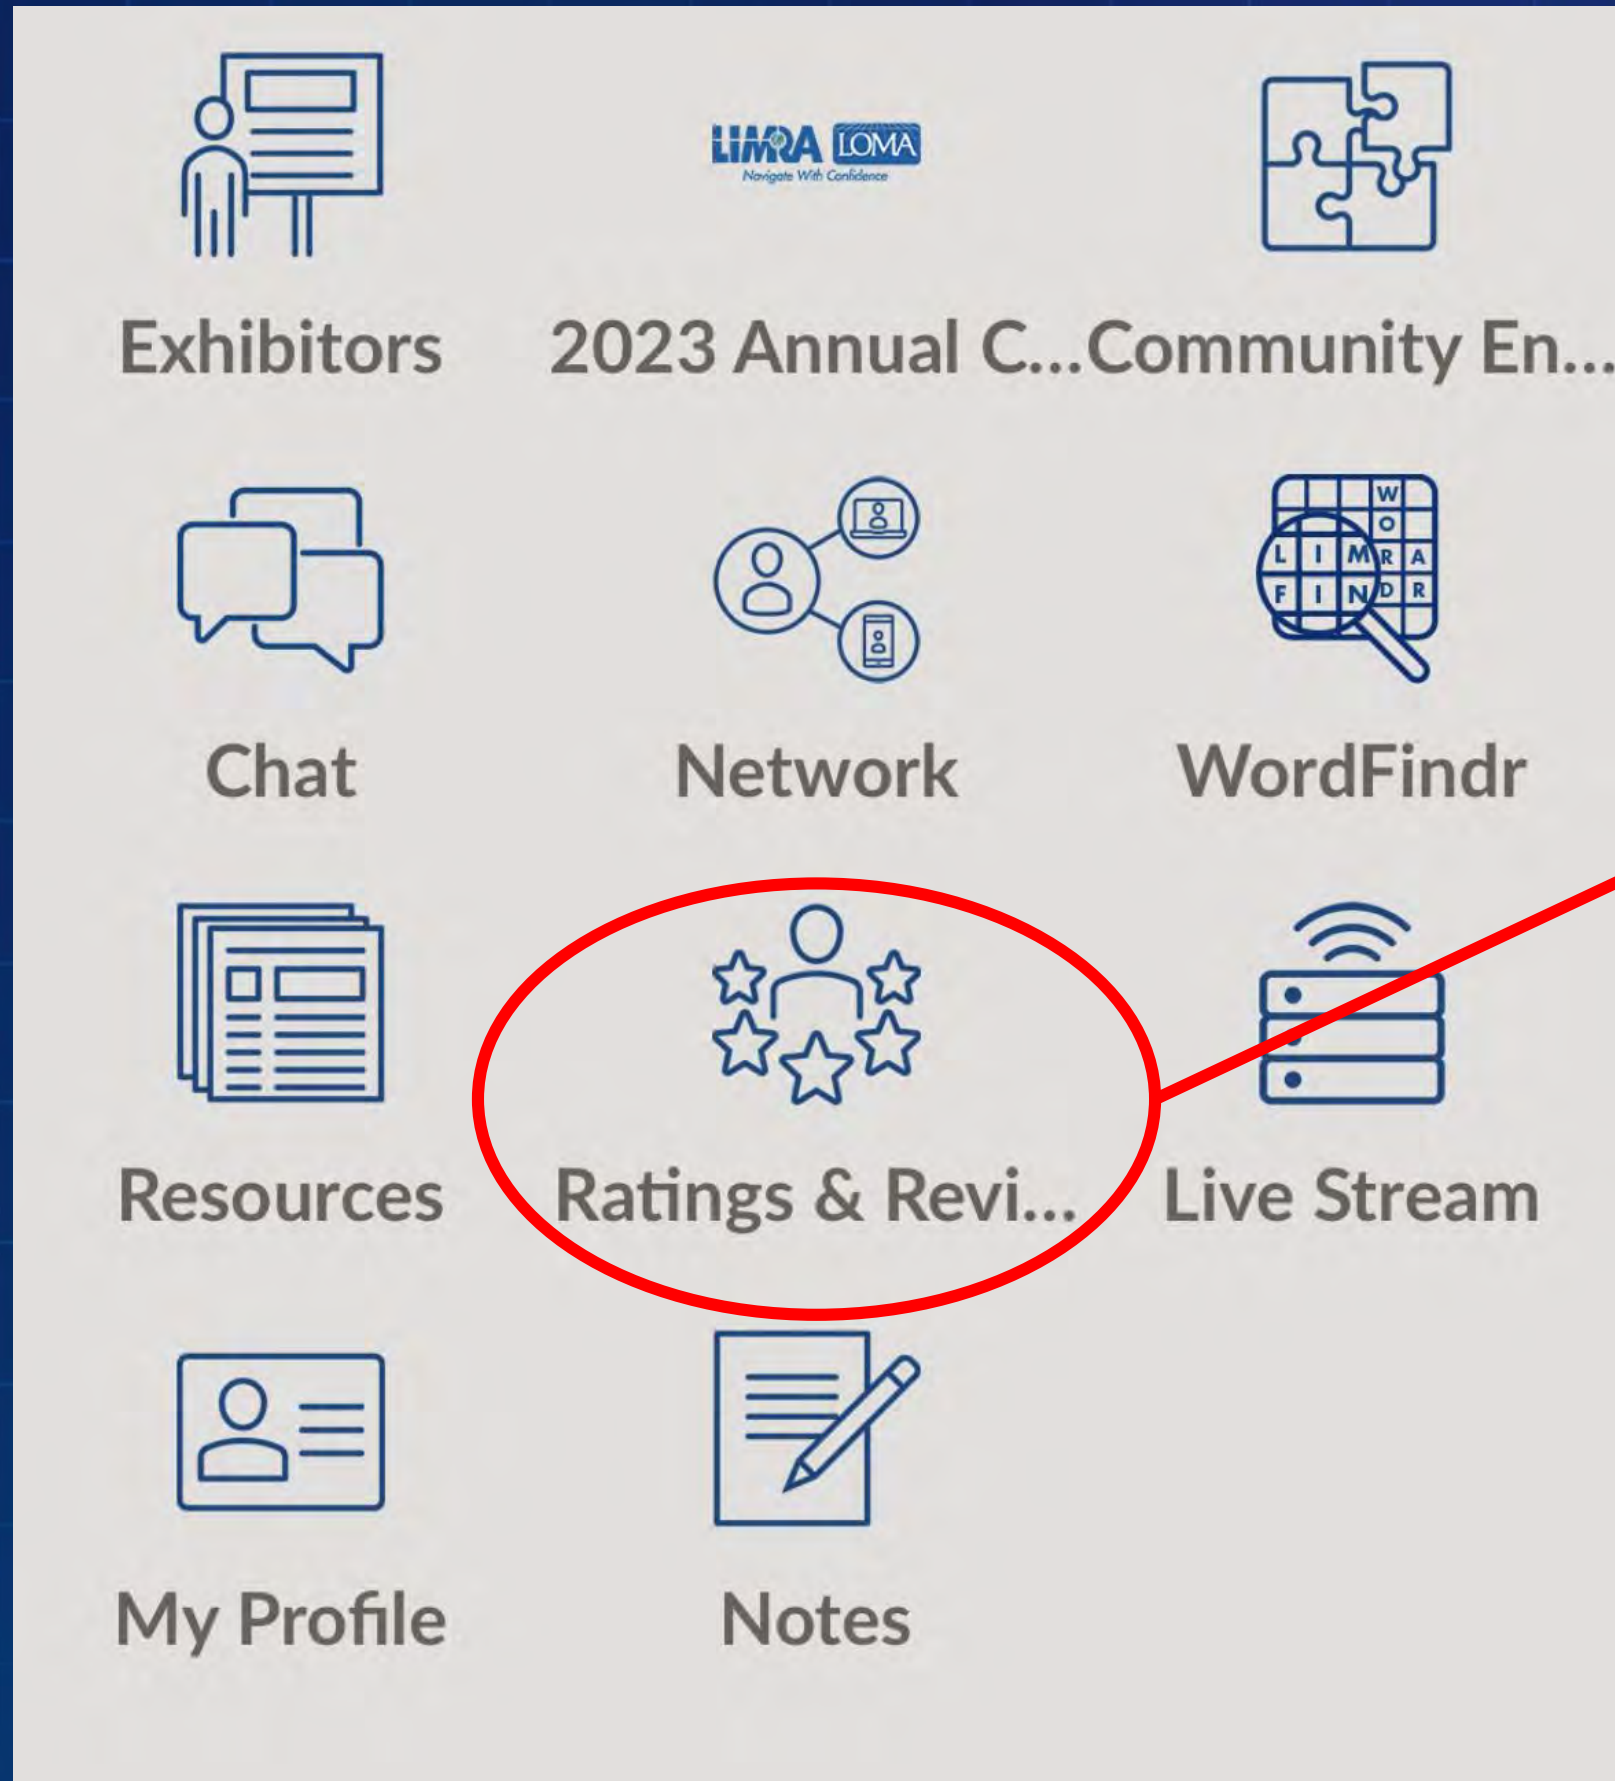 LIMRA LOMA
Navigate With Confidence
Exhibitors
2023 Annual C...
Community En...
W
O
L I M R A
F I N D R
Chat
Network
WordFindr
Resources
Ratings & Revi...
Live Stream
My Profile
Notes